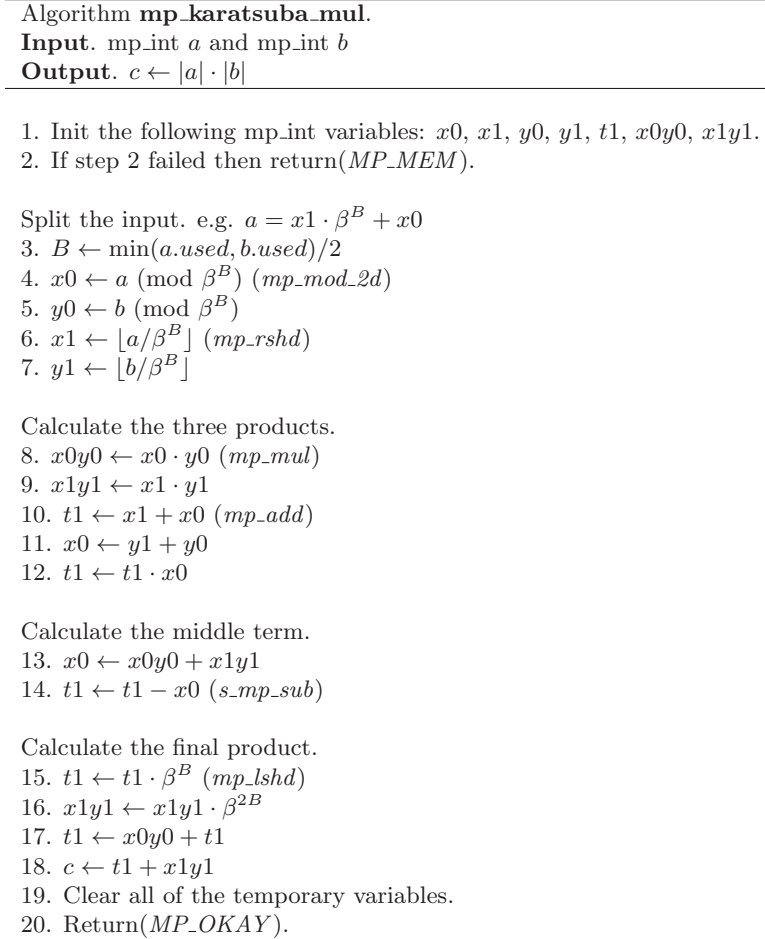 Algorithm mp_karatsuba_mul.
Input. mp_int a and mp_int b
Output. c ← |a| · |b|
1. Init the following mp_int variables: x0, x1, y0, y1, t1, x0y0, x1y1.
2. If step 2 failed then return(MP_MEM).
Split the input. e.g. a = x1 · β^B + x0
3. B ← min(a.used, b.used)/2
4. x0 ← a (mod β^B) (mp_mod_2d)
5. y0 ← b (mod β^B)
6. x1 ← ⌊a/β^B⌋ (mp_rshd)
7. y1 ← ⌊b/β^B⌋
Calculate the three products.
8. x0y0 ← x0 · y0 (mp_mul)
9. x1y1 ← x1 · y1
10. t1 ← x1 + x0 (mp_add)
11. x0 ← y1 + y0
12. t1 ← t1 · x0
Calculate the middle term.
13. x0 ← x0y0 + x1y1
14. t1 ← t1 − x0 (s_mp_sub)
Calculate the final product.
15. t1 ← t1 · β^B (mp_lshd)
16. x1y1 ← x1y1 · β^2B
17. t1 ← x0y0 + t1
18. c ← t1 + x1y1
19. Clear all of the temporary variables.
20. Return(MP_OKAY).